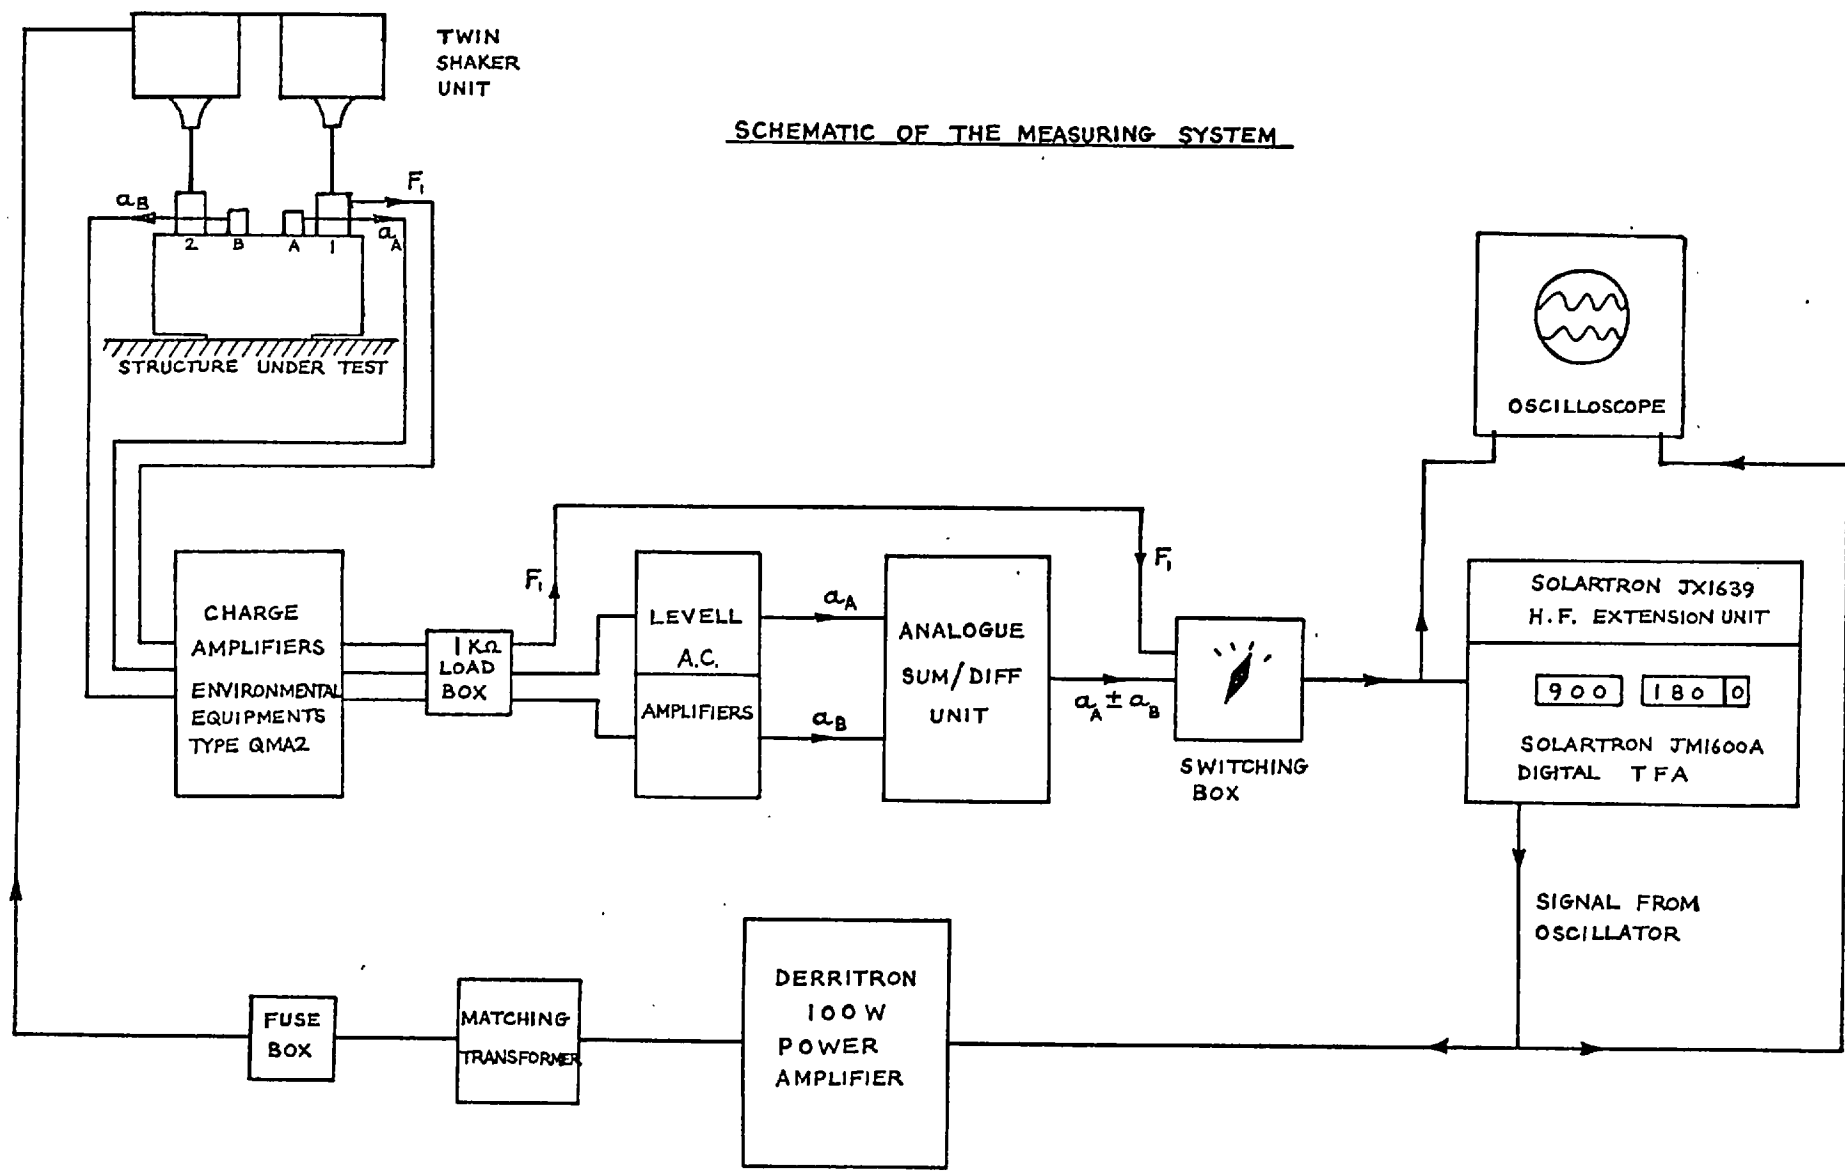 TWIN
SHAKER
UNIT
SCHEMATIC OF THE MEASURING SYSTEM
F₁
a_B
a_A
2 B A 1
STRUCTURE UNDER TEST
OSCILLOSCOPE
CHARGE
AMPLIFIERS
ENVIRONMENTAL
EQUIPMENTS
TYPE QMA2
1KΩ
LOAD
BOX
F₁
LEVELL
A.C.
AMPLIFIERS
a_A
a_B
ANALOGUE
SUM/DIFF
UNIT
a_A ± a_B
F₁
SWITCHING
BOX
SOLARTRON JX1639
H.F. EXTENSION UNIT
900 180 0
SOLARTRON JM1600A
DIGITAL TFA
SIGNAL FROM
OSCILLATOR
FUSE
BOX
MATCHING
TRANSFORMER
DERRITRON
100W
POWER
AMPLIFIER